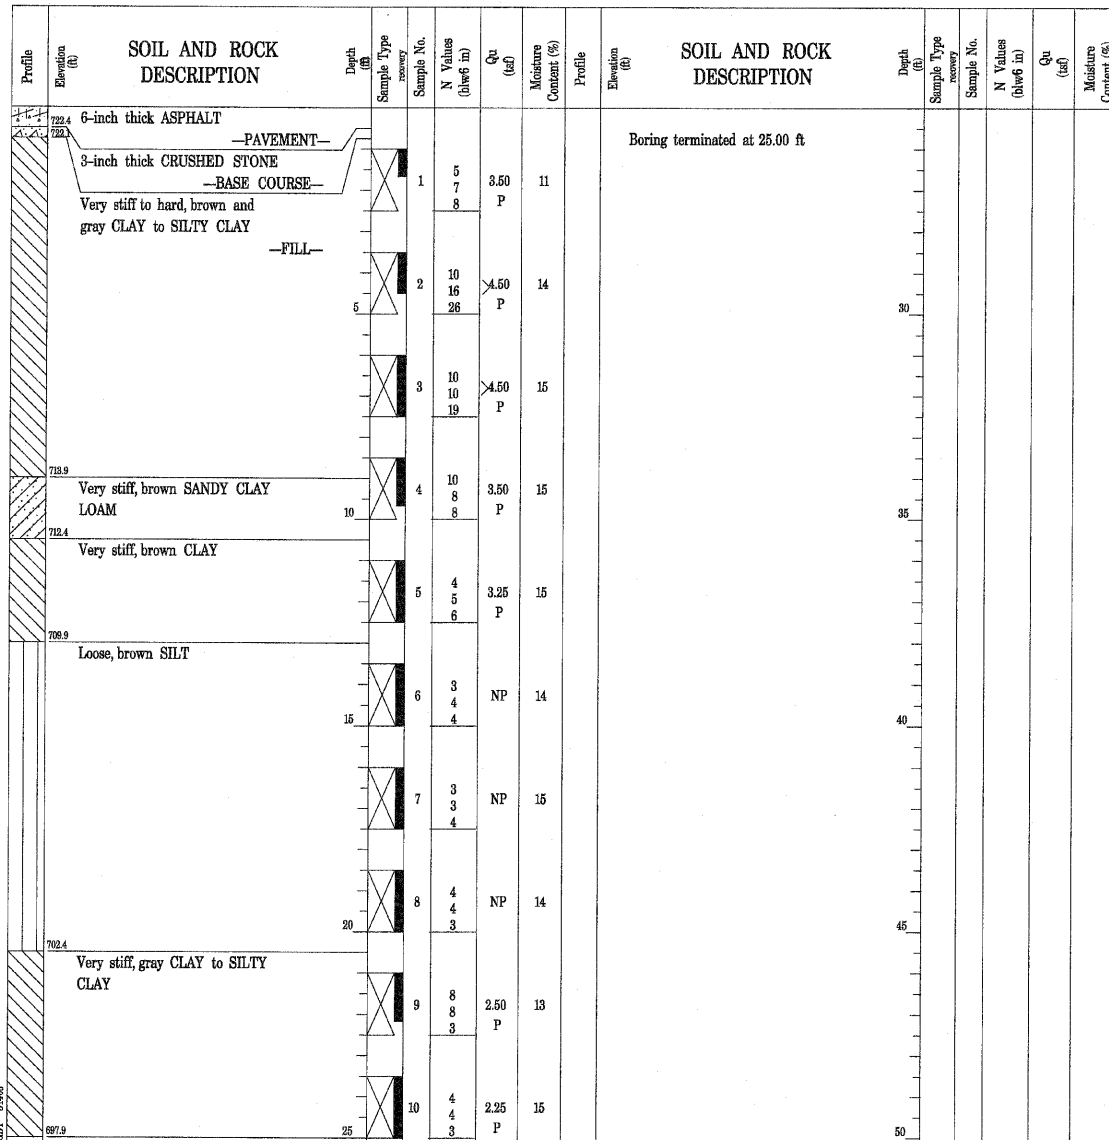 Profile
Elevation (ft)
SOIL AND ROCK
DESCRIPTION
Depth (ft)
Sample Type
recovery
Sample No.
N Values
(blw/6 in)
Qu
(tsf)
Moisture
Content (%)
Profile
Elevation
(ft)
SOIL AND ROCK
DESCRIPTION
Depth
(ft)
Sample Type
recovery
Sample No.
N Values
(blw/6 in)
Qu
(tsf)
Moisture
Content (%)
722.4 6-inch thick ASPHALT
—PAVEMENT—
722.1
3-inch thick CRUSHED STONE
—BASE COURSE—
Very stiff to hard, brown and
gray CLAY to SILTY CLAY
—FILL—
1 5 7 8 3.50 P 11
2 10 16 26 >4.50 P 14
5
3 10 10 19 >4.50 P 15
713.9
Very stiff, brown SANDY CLAY
LOAM
4 10 8 8 3.50 P 15
10
712.4
Very stiff, brown CLAY
5 4 5 6 3.25 P 15
709.9
Loose, brown SILT
6 3 4 4 NP 14
15
7 3 3 4 NP 15
8 4 4 3 NP 14
20
702.4
Very stiff, gray CLAY to SILTY
CLAY
9 8 8 3 2.50 P 13
10 4 4 3 2.25 P 15
697.9
25
Boring terminated at 25.00 ft
30
35
40
45
50